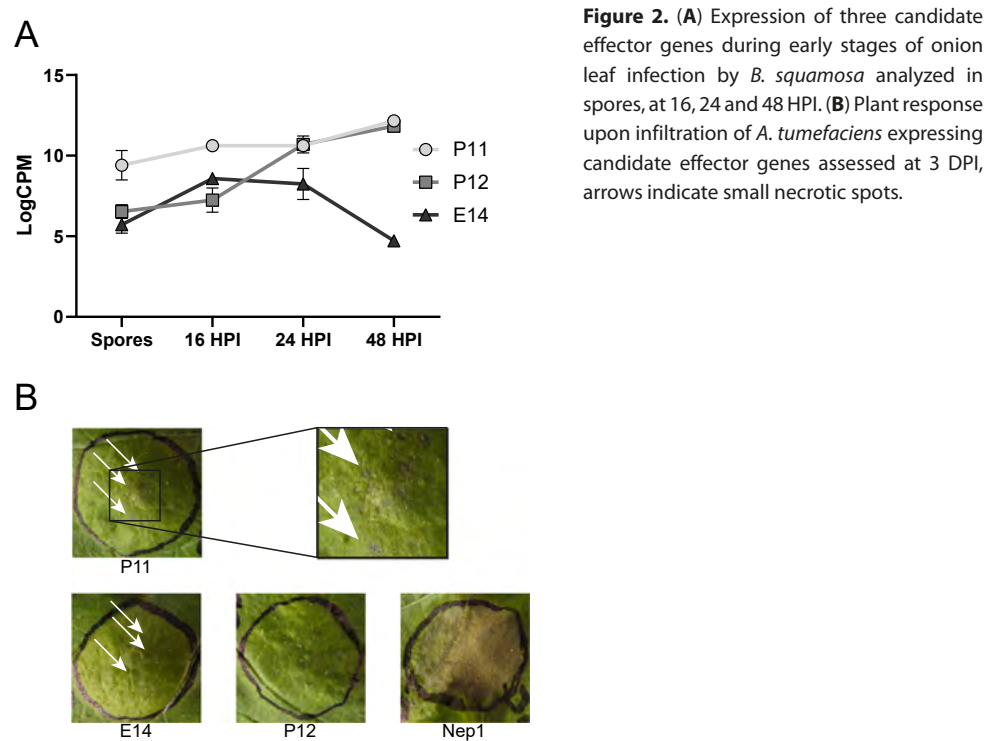 A
15
10
5
0
LogCPM
Spores
16 HPI
24 HPI
48 HPI
P11
P12
E14
Figure 2. (A) Expression of three candidate
effector genes during early stages of onion
leaf infection by B. squamosa analyzed in
spores, at 16, 24 and 48 HPI. (B) Plant response
upon infiltration of A. tumefaciens expressing
candidate effector genes assessed at 3 DPI,
arrows indicate small necrotic spots.
B
P11
E14
P12
Nep1